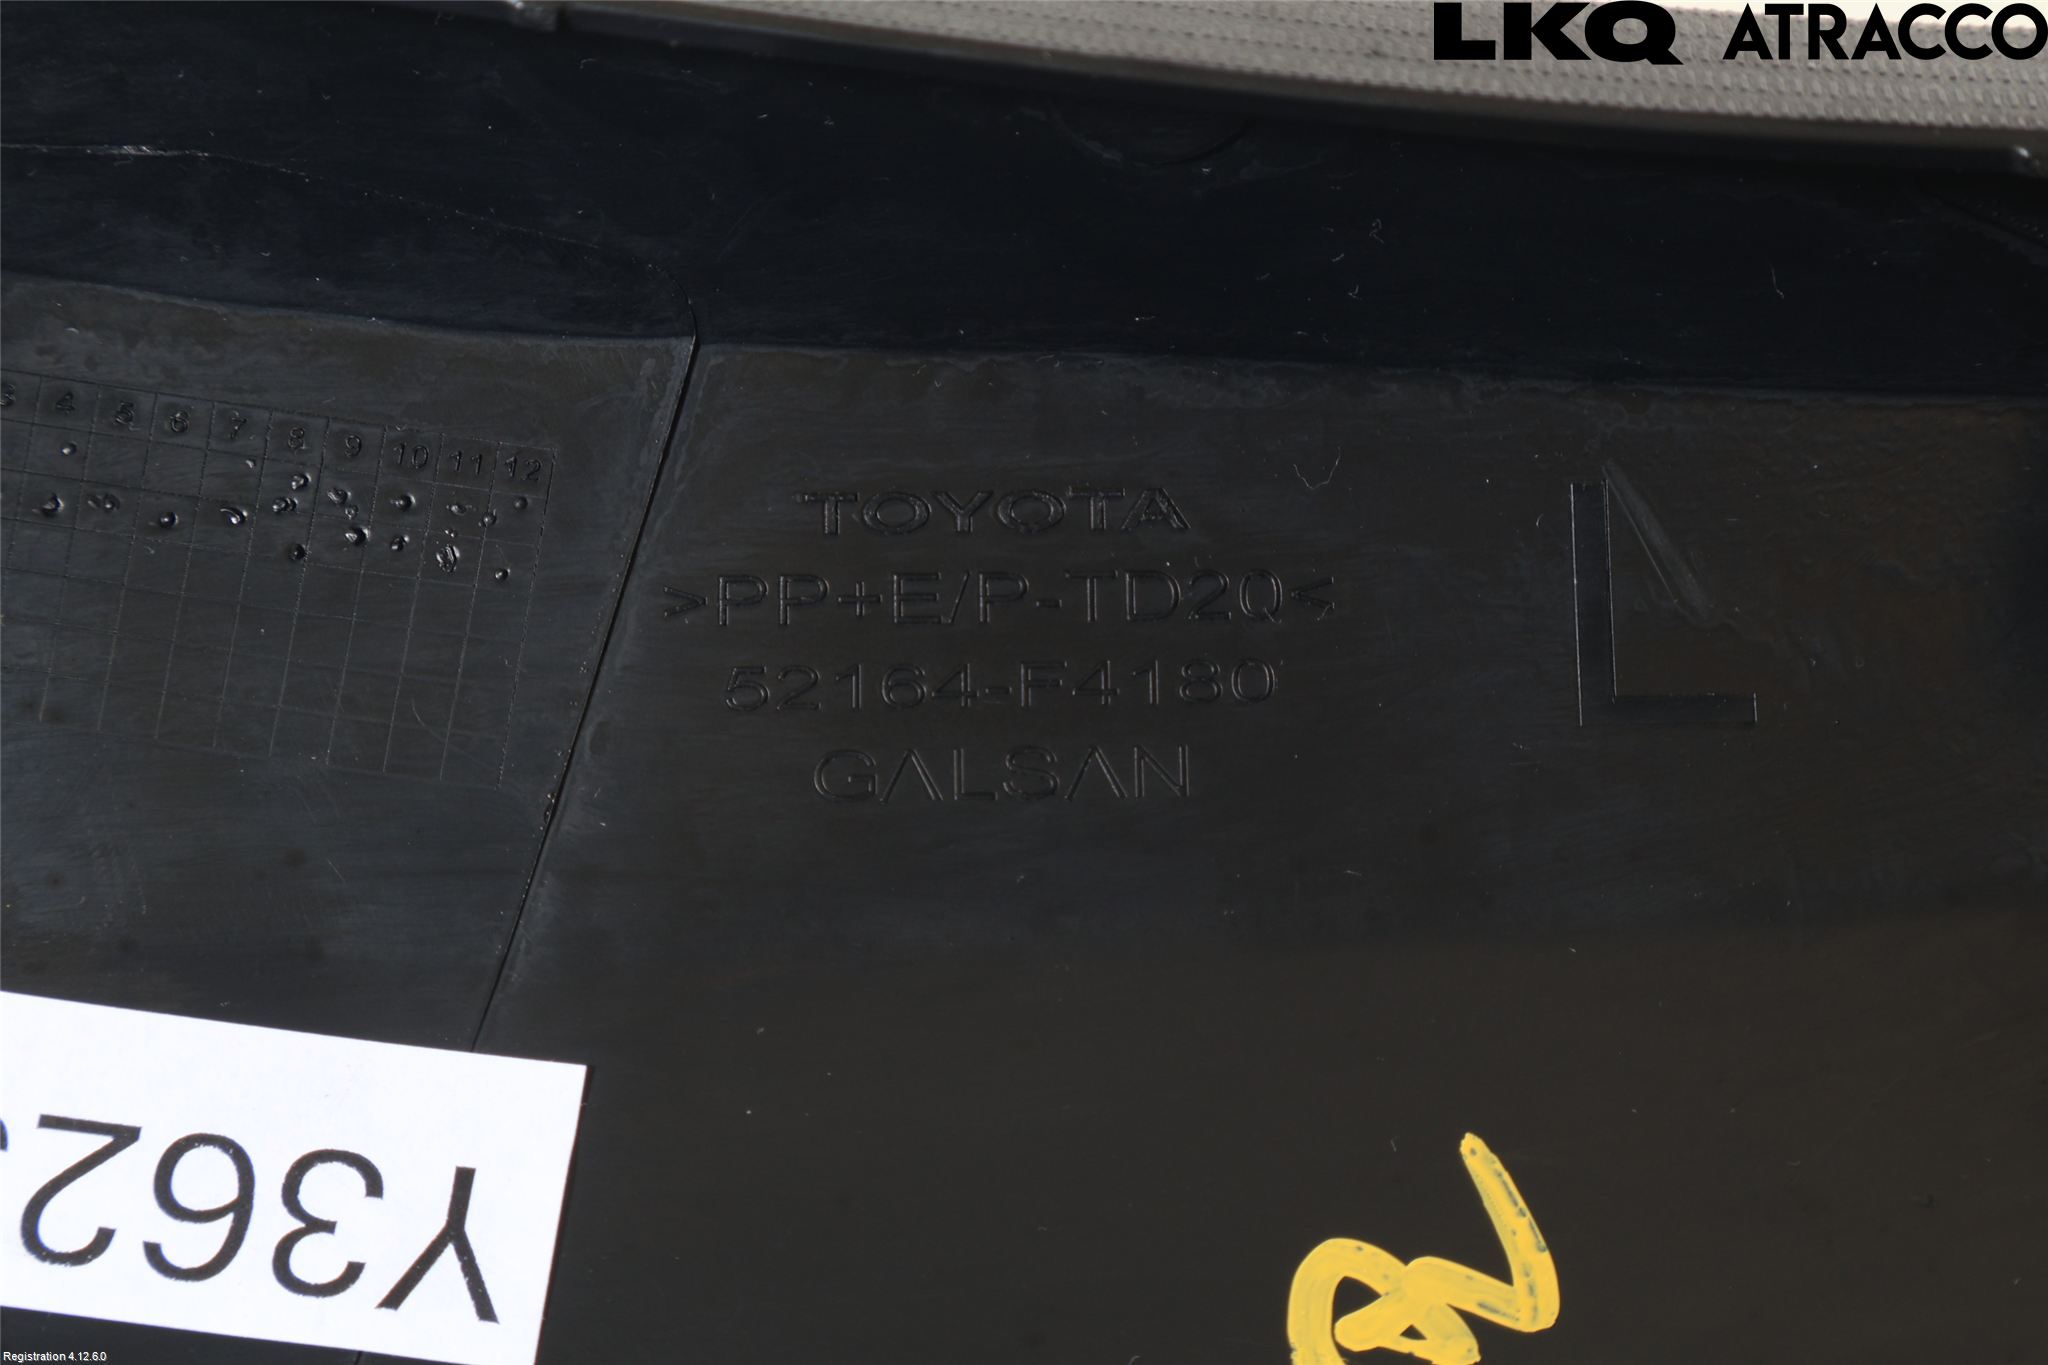 LKQ ATRACCO
4 5 6 7 8 9 10 11 12
TOYOTA
>PP+E/P-TD20<
52164-F4180
GALSAN
L
Y362
Registration 4.12.6.0